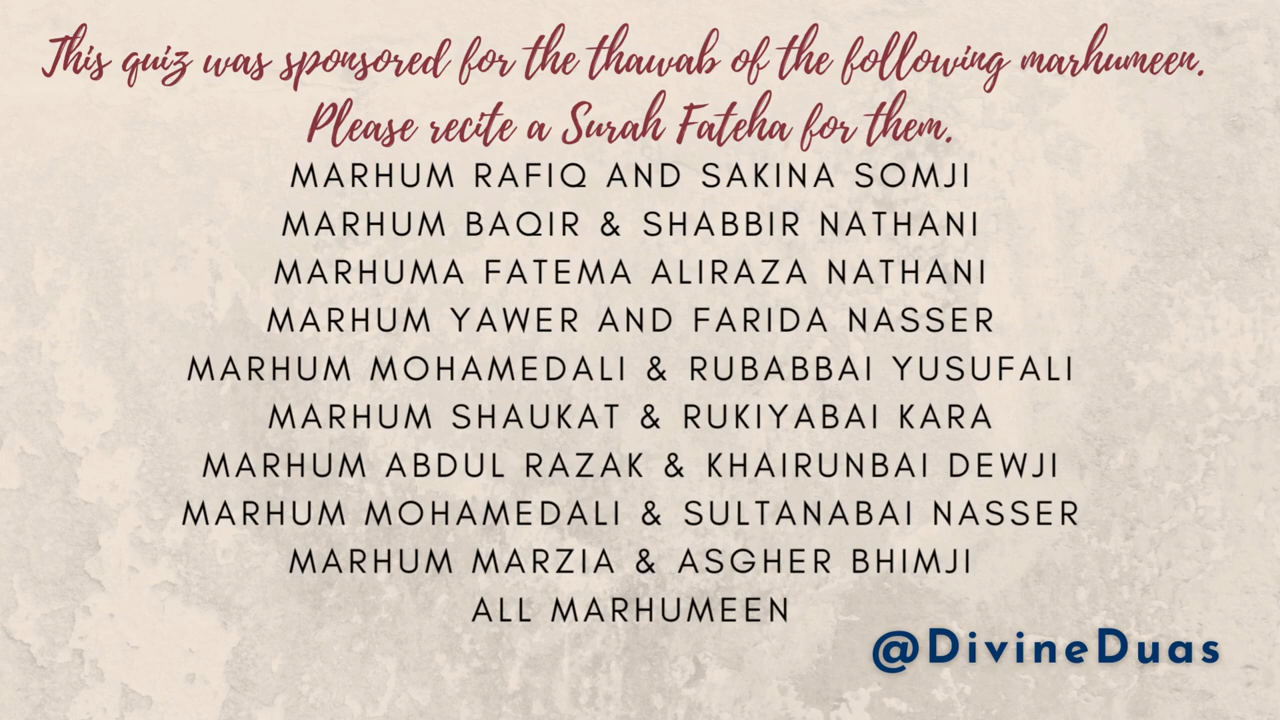 This quiz was sponsored for the thawab of the following marhumeen.
Please recite a Surah Fateha for them.
MARHUM RAFIQ AND SAKINA SOMJI
MARHUM BAQIR & SHABBIR NATHANI
MARHUMA FATEMA ALIRAZA NATHANI
MARHUM YAWER AND FARIDA NASSER
MARHUM MOHAMEDALI & RUBABBAI YUSUFALI
MARHUM SHAUKAT & RUKIYABAI KARA
MARHUM ABDUL RAZAK & KHAIRUNBAI DEWJI
MARHUM MOHAMEDALI & SULTANABAI NASSER
MARHUM MARZIA & ASGHER BHIMJI
ALL MARHUMEEN
@DivineDuas